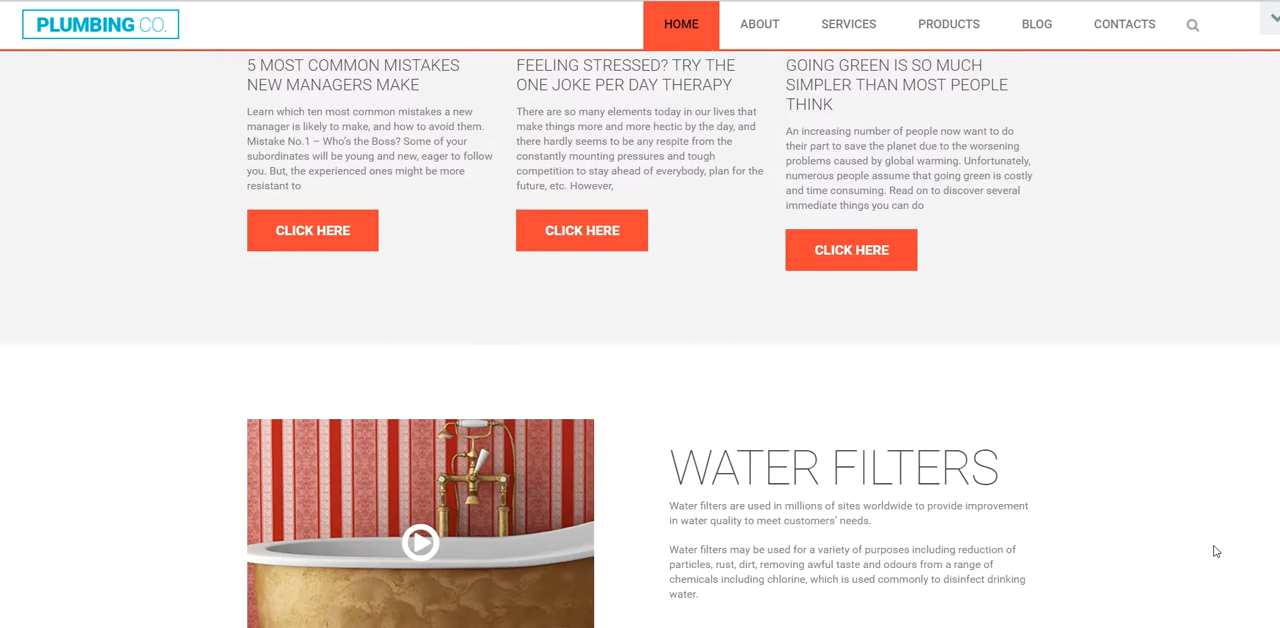 PLUMBING CO.
HOME
ABOUT
SERVICES
PRODUCTS
BLOG
CONTACTS
5 MOST COMMON MISTAKES
NEW MANAGERS MAKE
Learn which ten most common mistakes a new
manager is likely to make, and how to avoid them.
Mistake No.1 – Who's the Boss? Some of your
subordinates will be young and new, eager to follow
you. But, the experienced ones might be more
resistant to
CLICK HERE
FEELING STRESSED? TRY THE
ONE JOKE PER DAY THERAPY
There are so many elements today in our lives that
make things more and more hectic by the day, and
there hardly seems to be any respite from the
constantly mounting pressures and tough
competition to stay ahead of everybody, plan for the
future, etc. However,
CLICK HERE
GOING GREEN IS SO MUCH
SIMPLER THAN MOST PEOPLE
THINK
An increasing number of people now want to do
their part to save the planet due to the worsening
problems caused by global warming. Unfortunately,
numerous people assume that going green is costly
and time consuming. Read on to discover several
immediate things you can do
CLICK HERE
WATER FILTERS
Water filters are used in millions of sites worldwide to provide improvement
in water quality to meet customers' needs.
Water filters may be used for a variety of purposes including reduction of
particles, rust, dirt, removing awful taste and odours from a range of
chemicals including chlorine, which is used commonly to disinfect drinking
water.